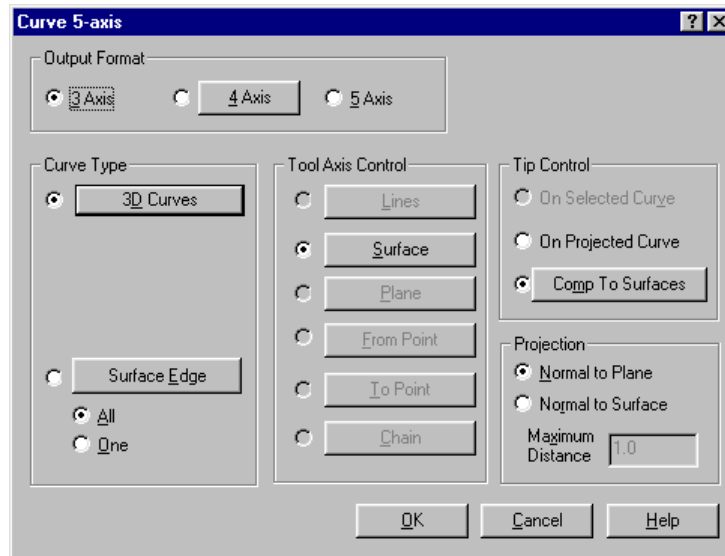 Curve 5-axis
Output Format
3 Axis 4 Axis 5 Axis
Curve Type
3D Curves
Surface Edge
All
One
Tool Axis Control
Lines
Surface
Plane
From Point
To Point
Chain
Tip Control
On Selected Curve
On Projected Curve
Comp To Surfaces
Projection
Normal to Plane
Normal to Surface
Maximum
Distance 1.0
OK Cancel Help